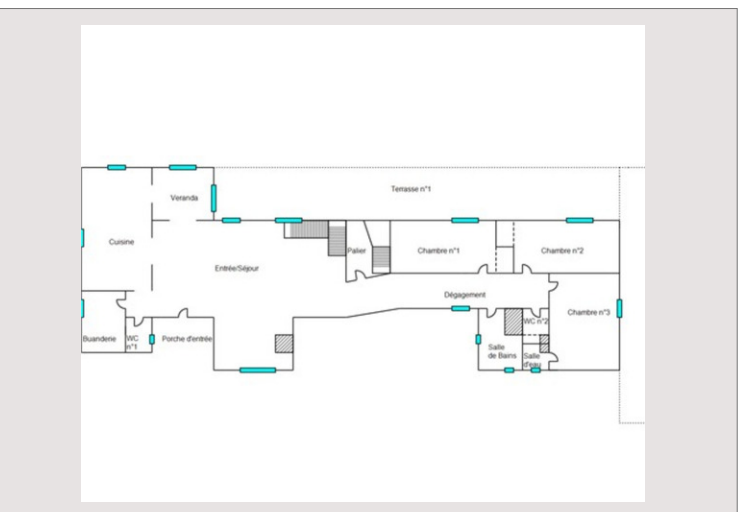 Terrasse n°1
Veranda
Cuisine
Palier
Chambre n°1
Chambre n°2
Entrée/Séjour
Dégagement
Chambre n°3
Buanderie
WC
n°1
Porche d'entrée
WC n°2
Salle
de Bains
Salle
d'eau